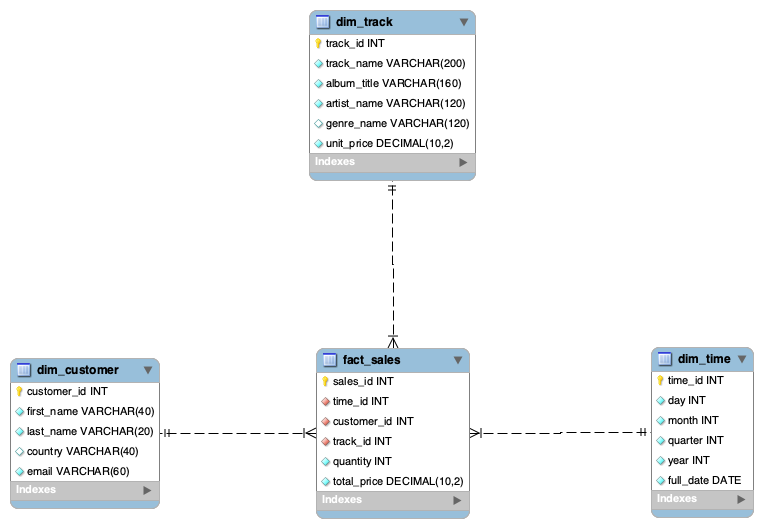 dim_track
track_id INT
track_name VARCHAR(200)
album_title VARCHAR(160)
artist_name VARCHAR(120)
genre_name VARCHAR(120)
unit_price DECIMAL(10,2)
Indexes
dim_customer
customer_id INT
first_name VARCHAR(40)
last_name VARCHAR(20)
country VARCHAR(40)
email VARCHAR(60)
Indexes
fact_sales
sales_id INT
time_id INT
customer_id INT
track_id INT
quantity INT
total_price DECIMAL(10,2)
Indexes
dim_time
time_id INT
day INT
month INT
quarter INT
year INT
full_date DATE
Indexes